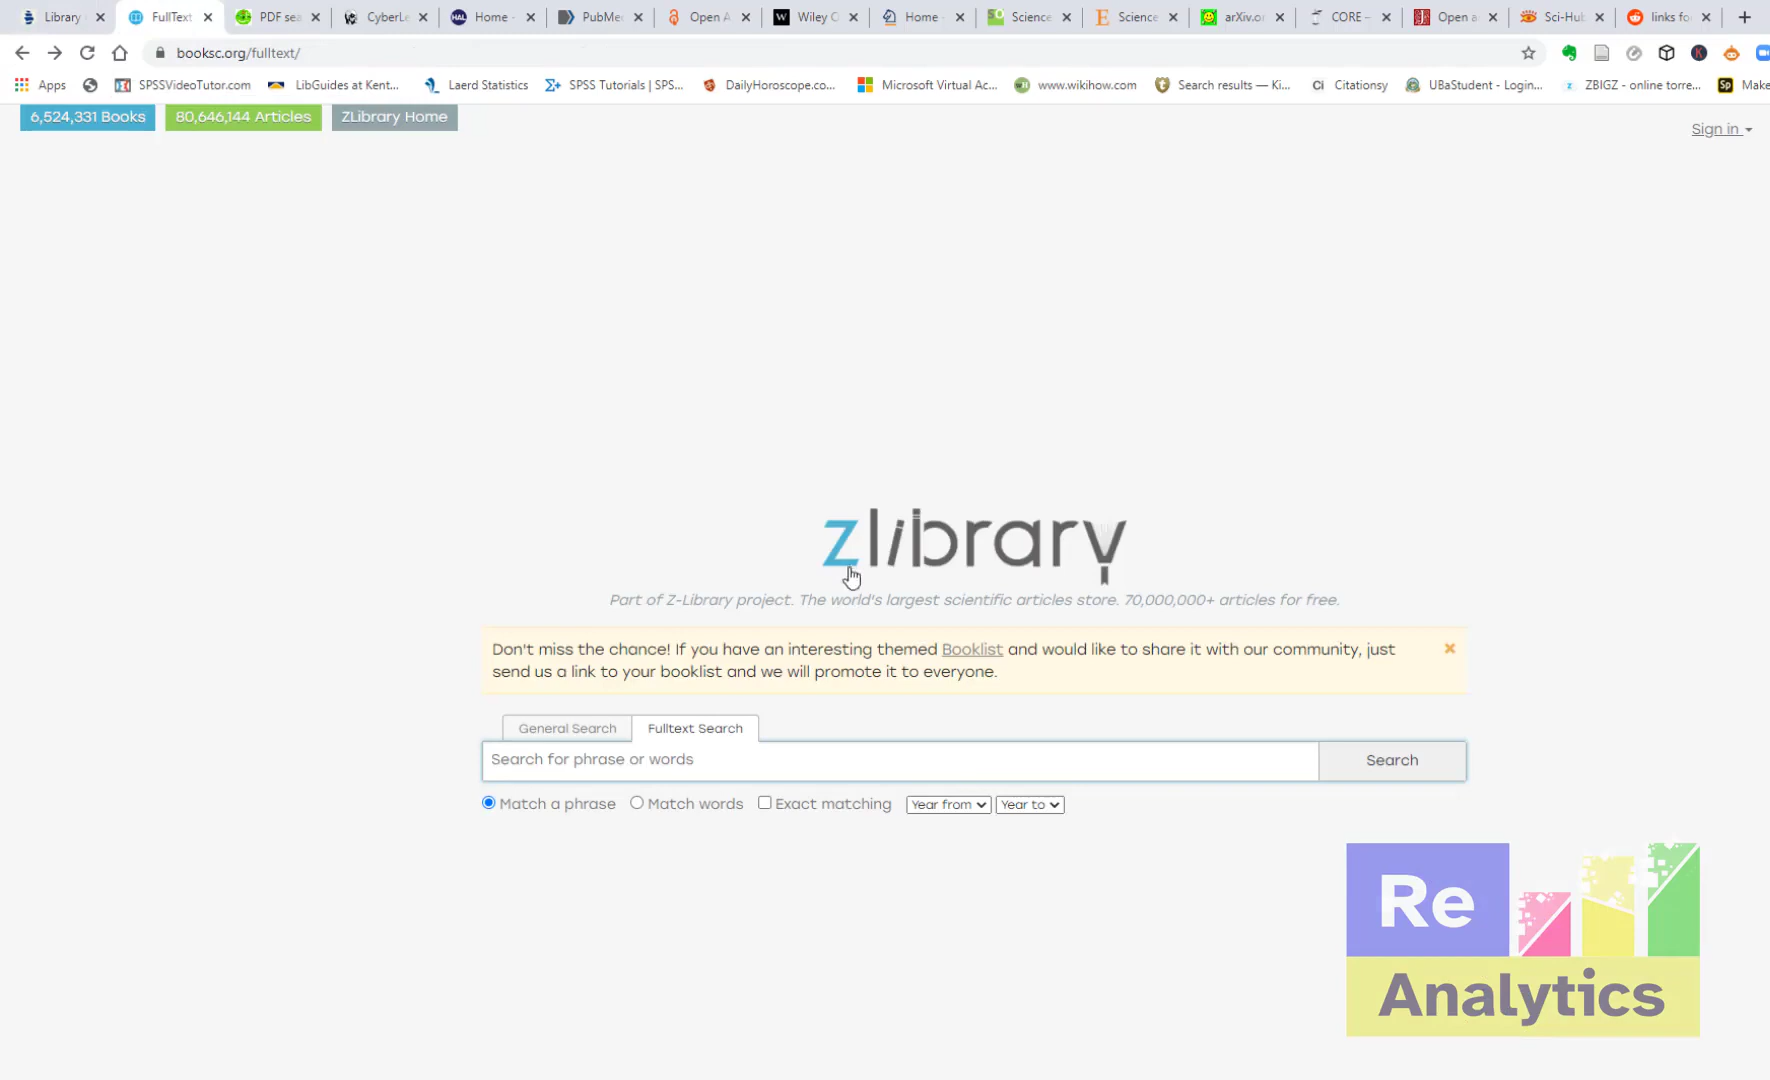 Library
FullText
PDF sea
CyberLe
Home -
PubMed
Open A
Wiley O
Home -
Science
Science
arXiv.or
CORE –
Open a
Sci-Hub
links fo
booksc.org/fulltext/
Apps
SPSSVideoTutor.com
LibGuides at Kent...
Laerd Statistics
SPSS Tutorials | SPS...
DailyHoroscope.co...
Microsoft Virtual Ac...
www.wikihow.com
Search results — Ki...
Citationsy
UBaStudent - Login...
ZBIGZ - online torre...
Make
6,524,331 Books
80,646,144 Articles
ZLibrary Home
Sign in
zlibrary
Part of Z-Library project. The world's largest scientific articles store. 70,000,000+ articles for free.
Don't miss the chance! If you have an interesting themed Booklist and would like to share it with our community, just
send us a link to your booklist and we will promote it to everyone.
General Search
Fulltext Search
Search for phrase or words
Search
Match a phrase
Match words
Exact matching
Year from
Year to
Re
Analytics